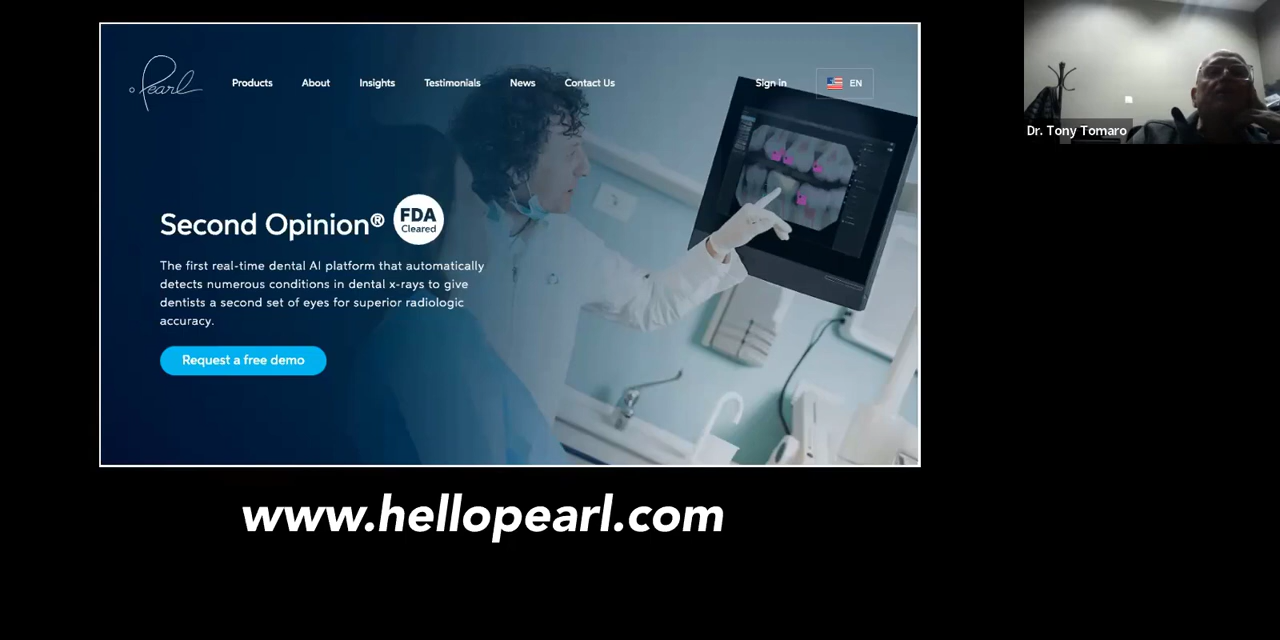 Pearl
Products About Insights Testimonials News Contact Us Sign in EN
Second Opinion® FDA Cleared
The first real-time dental AI platform that automatically
detects numerous conditions in dental x-rays to give
dentists a second set of eyes for superior radiologic
accuracy.
Request a free demo
www.hellopearl.com
Dr. Tony Tomaro